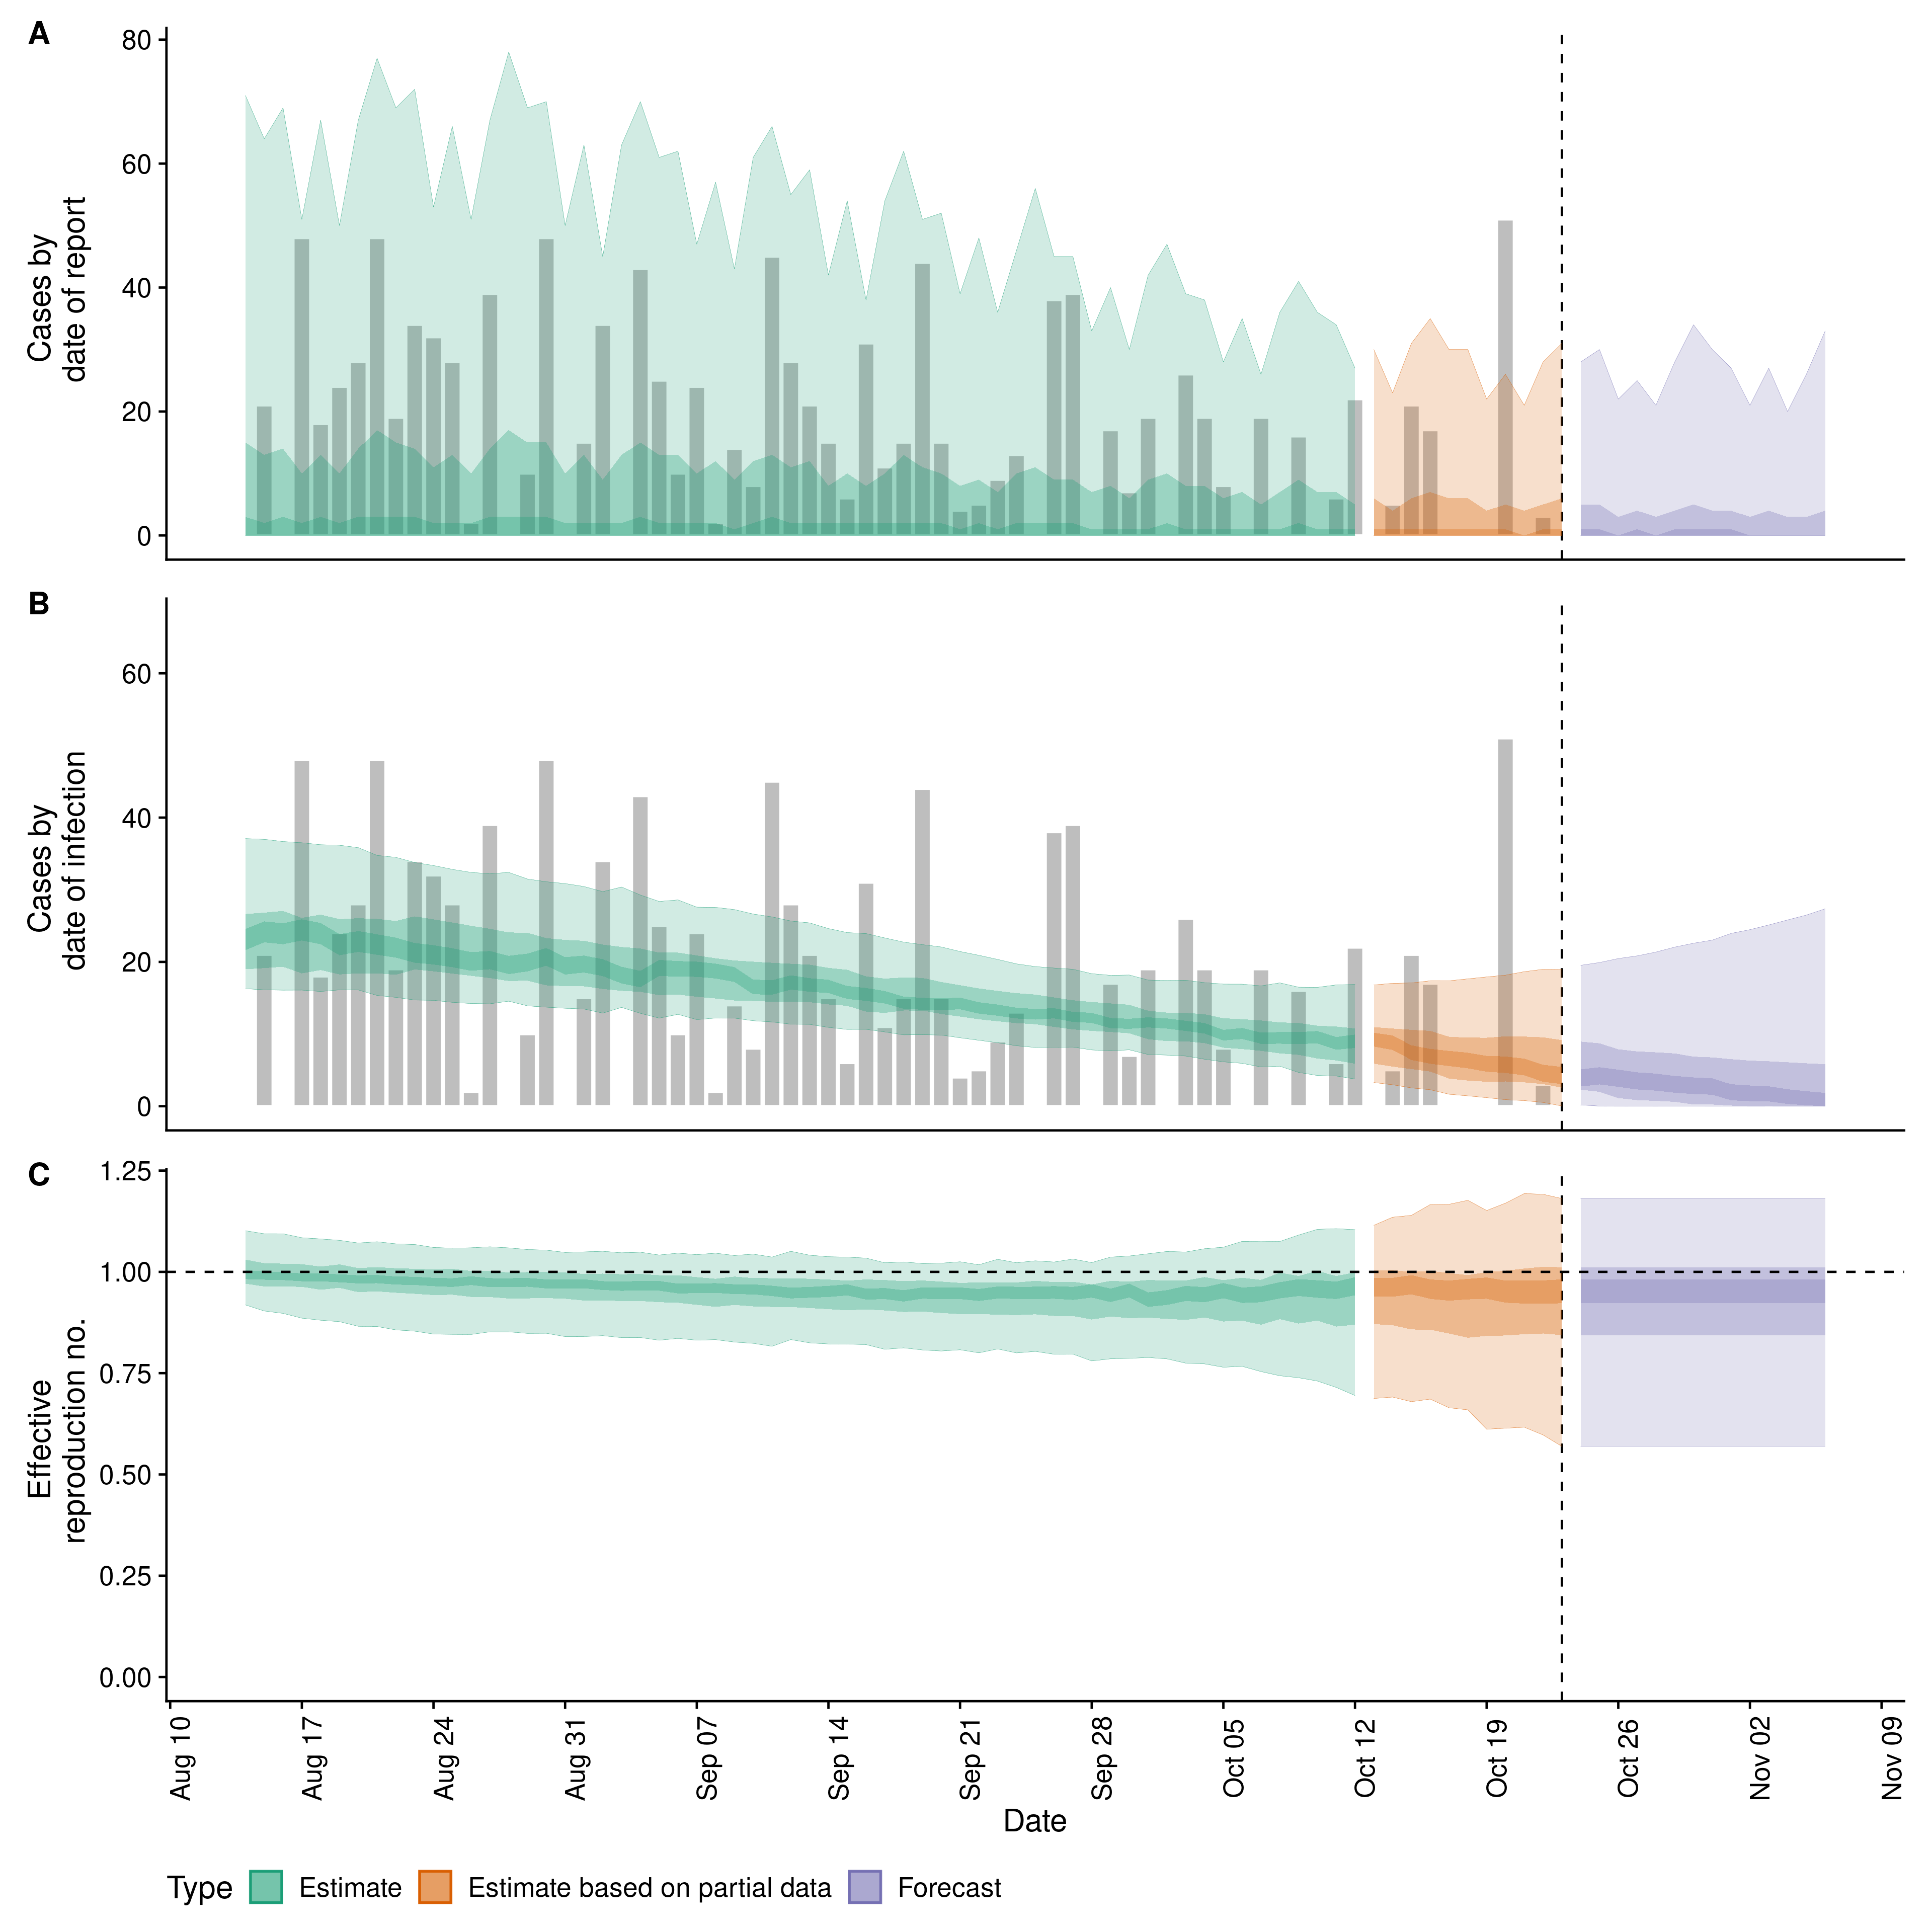 A
80
60
40
20
0
Cases by
date of report
B
60
40
20
0
Cases by
date of infection
C
1.25
1.00
0.75
0.50
0.25
0.00
Effective
reproduction no.
Aug 10
Aug 17
Aug 24
Aug 31
Sep 07
Sep 14
Sep 21
Sep 28
Oct 05
Oct 12
Oct 19
Oct 26
Nov 02
Nov 09
Date
Type Estimate Estimate based on partial data Forecast